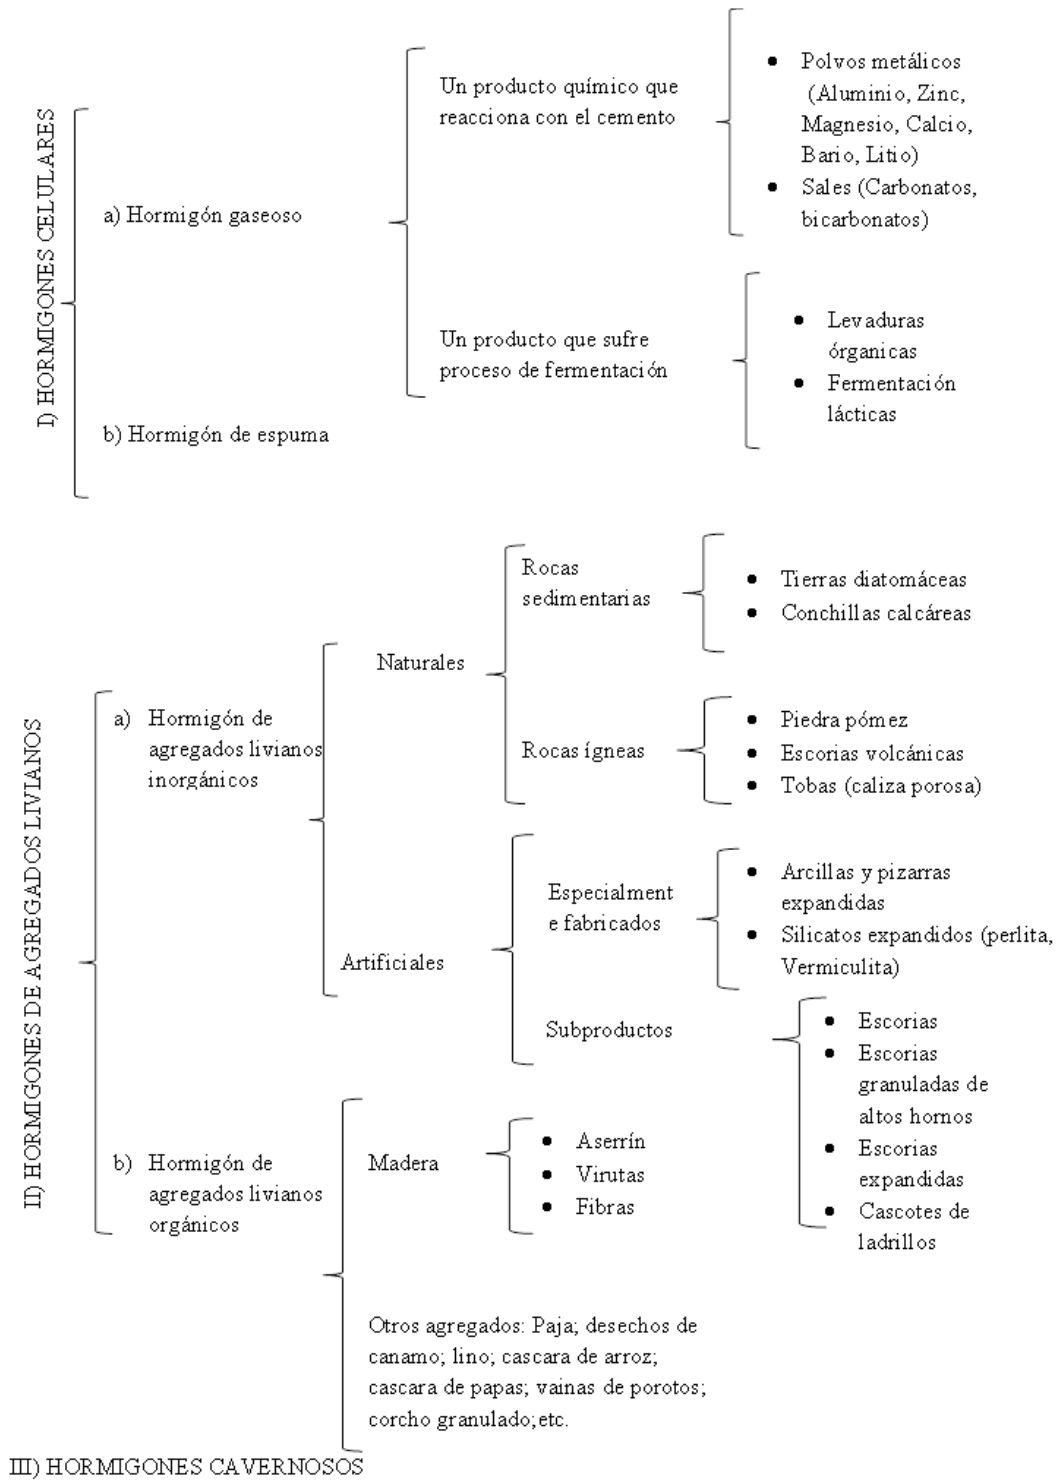 I) HORMIGONES CELULARES
a) Hormigón gaseoso
Un producto químico que
reacciona con el cemento
• Polvos metálicos
(Aluminio, Zinc,
Magnesio, Calcio,
Bario, Litio)
• Sales (Carbonatos,
bicarbonatos)
Un producto que sufre
proceso de fermentación
• Levaduras
órganicas
• Fermentación
lácticas
b) Hormigón de espuma
II) HORMIGONES DE AGREGADOS LIVIANOS
a) Hormigón de
agregados livianos
inorgánicos
Naturales
Rocas
sedimentarias
• Tierras diatomáceas
• Conchillas calcáreas
Rocas ígneas
• Piedra pómez
• Escorias volcánicas
• Tobas (caliza porosa)
Artificiales
Especialment
e fabricados
• Arcillas y pizarras
expandidas
• Silicatos expandidos (perlita,
Vermiculita)
Subproductos
• Escorias
• Escorias
granuladas de
altos hornos
• Escorias
expandidas
• Cascotes de
ladrillos
b) Hormigón de
agregados livianos
orgánicos
Madera
• Aserrín
• Virutas
• Fibras
Otros agregados: Paja; desechos de
canamo; lino; cascara de arroz;
cascara de papas; vainas de porotos;
corcho granulado;etc.
III) HORMIGONES CAVERNOSOS